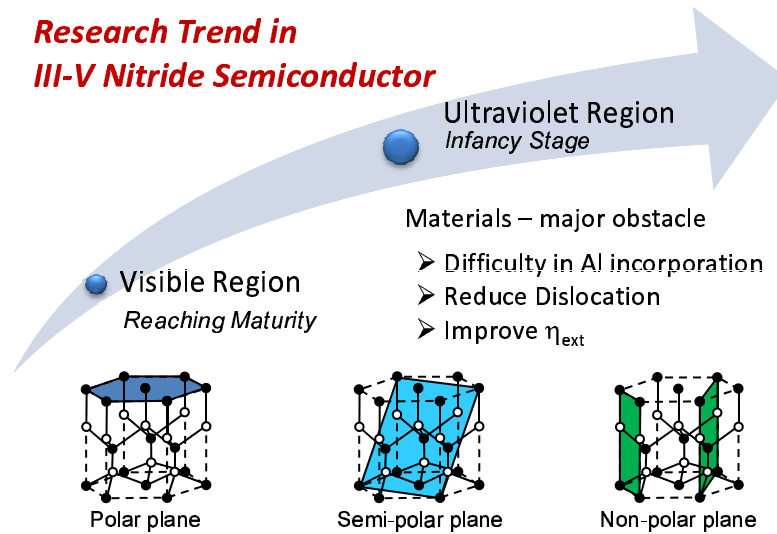 Research Trend in
III-V Nitride Semiconductor
Ultraviolet Region
Infancy Stage
Materials – major obstacle
➢ Difficulty in Al incorporation
➢ Reduce Dislocation
➢ Improve ηext
Visible Region
Reaching Maturity
Polar plane
Semi-polar plane
Non-polar plane